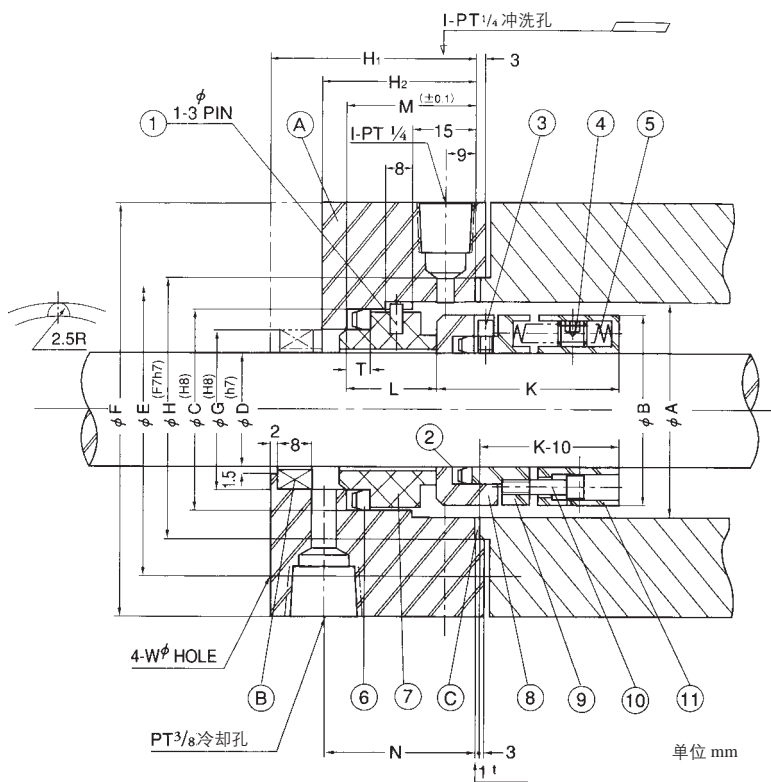 I-PT 1/4 冲洗孔
H₁
3
H₂
φ
1-3 PIN
M (±0.1)
1
A
I-PT 1/4
15
3
4
5
8
9
2.5R
φF
φE (F7h7)
φH
φC (H8)
φG (H8)
φD (h7)
T
L
K
φB
φA
2
8
1.5
2
K-10
4-Wφ HOLE
B
6
7
C
8
9
10
11
PT3/8冷却孔
N
3
1 t
单位 mm